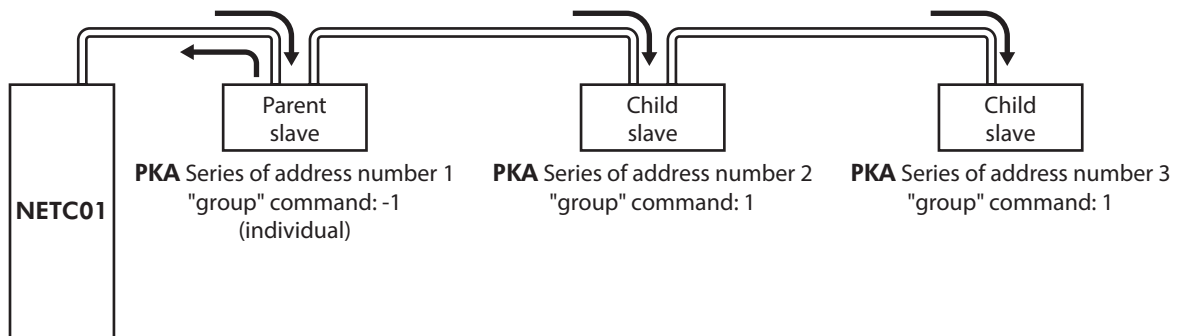 NETC01
Parent
slave
PKA Series of address number 1
"group" command: -1
(individual)
Child
slave
PKA Series of address number 2
"group" command: 1
Child
slave
PKA Series of address number 3
"group" command: 1